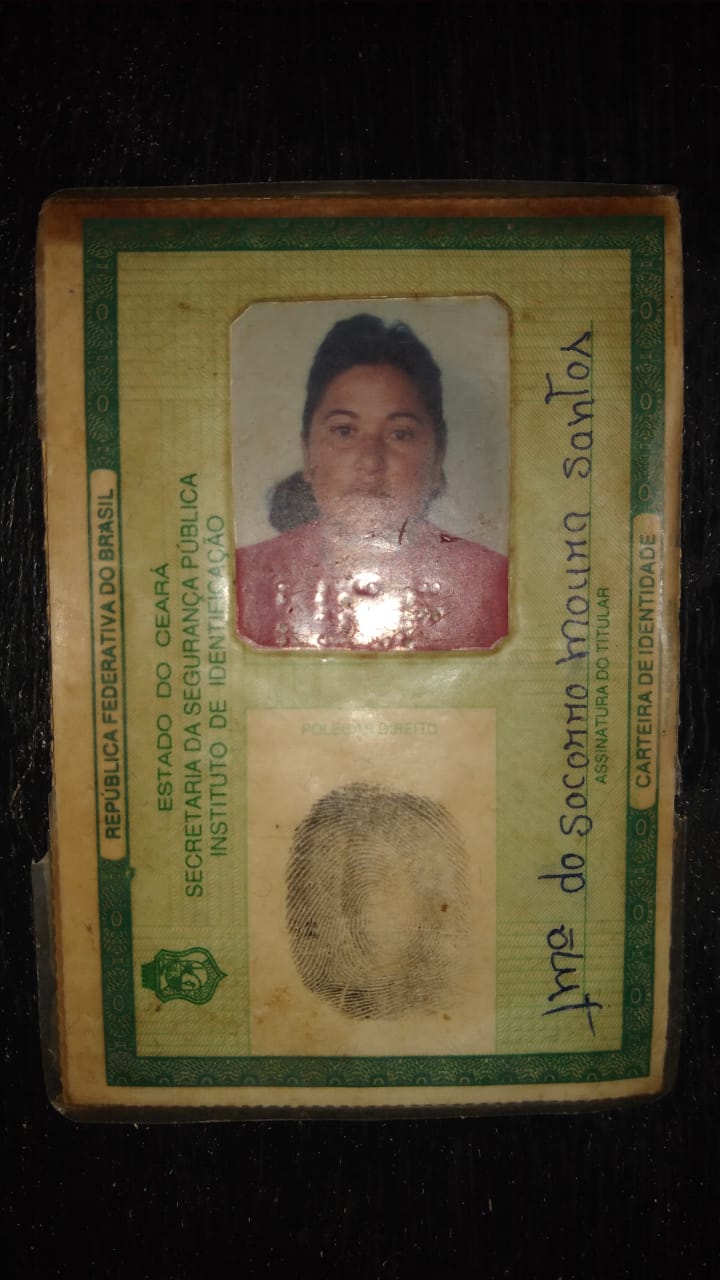 REPÚBLICA FEDERATIVA DO BRASIL
ESTADO DO CEARÁ
SECRETARIA DA SEGURANÇA PÚBLICA
INSTITUTO DE IDENTIFICAÇÃO
POLEGAR DIREITO
do Socorro Moura Santos
ASSINATURA DO TITULAR
CARTEIRA DE IDENTIDADE